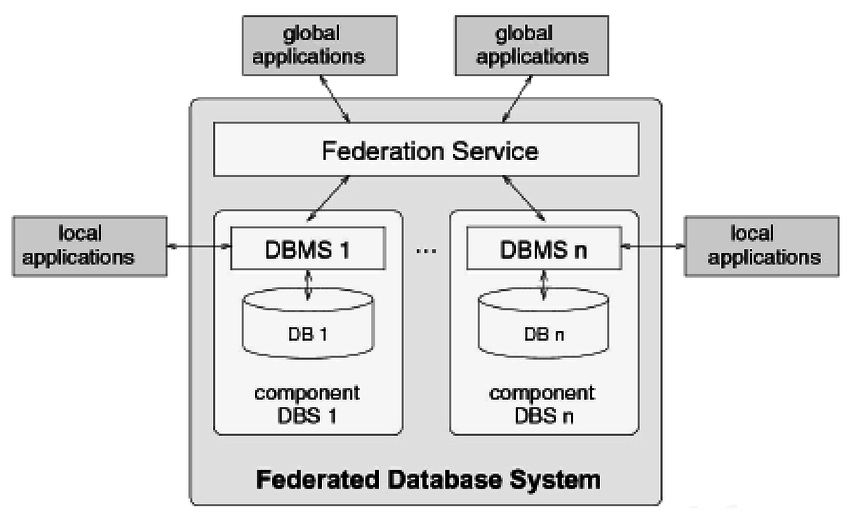 global
applications
global
applications
Federation Service
local
applications
DBMS 1
...
DBMS n
local
applications
DB 1
DB n
component
DBS 1
component
DBS n
Federated Database System